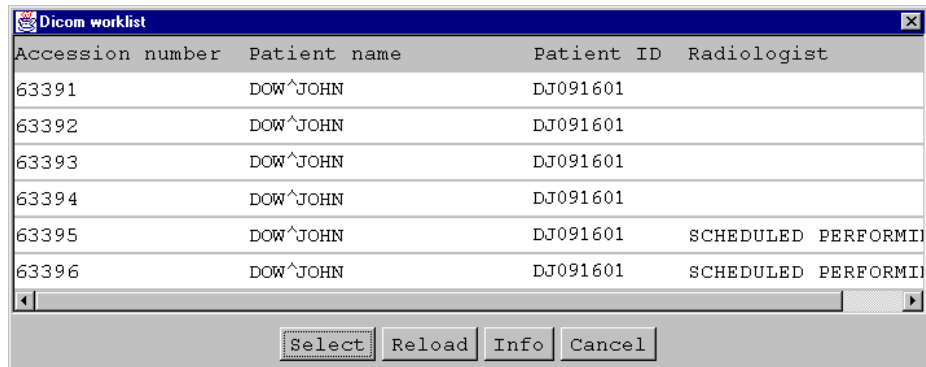 Dicom worklist
Accession number Patient name Patient ID Radiologist
63391 DOW^JOHN DJ091601
63392 DOW^JOHN DJ091601
63393 DOW^JOHN DJ091601
63394 DOW^JOHN DJ091601
63395 DOW^JOHN DJ091601 SCHEDULED
63396 DOW^JOHN DJ091601 SCHEDULED
Select Reload Info Cancel